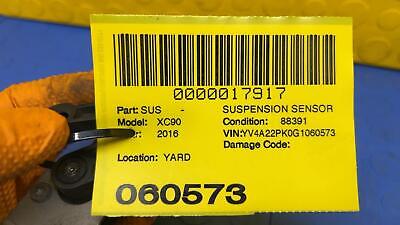 0000017917
Part: SUS - SUSPENSION SENSOR
Model: XC90 Condition: 88391
2016 VIN:YV4A22PK0G1060573
Damage Code:
Location: YARD
060573